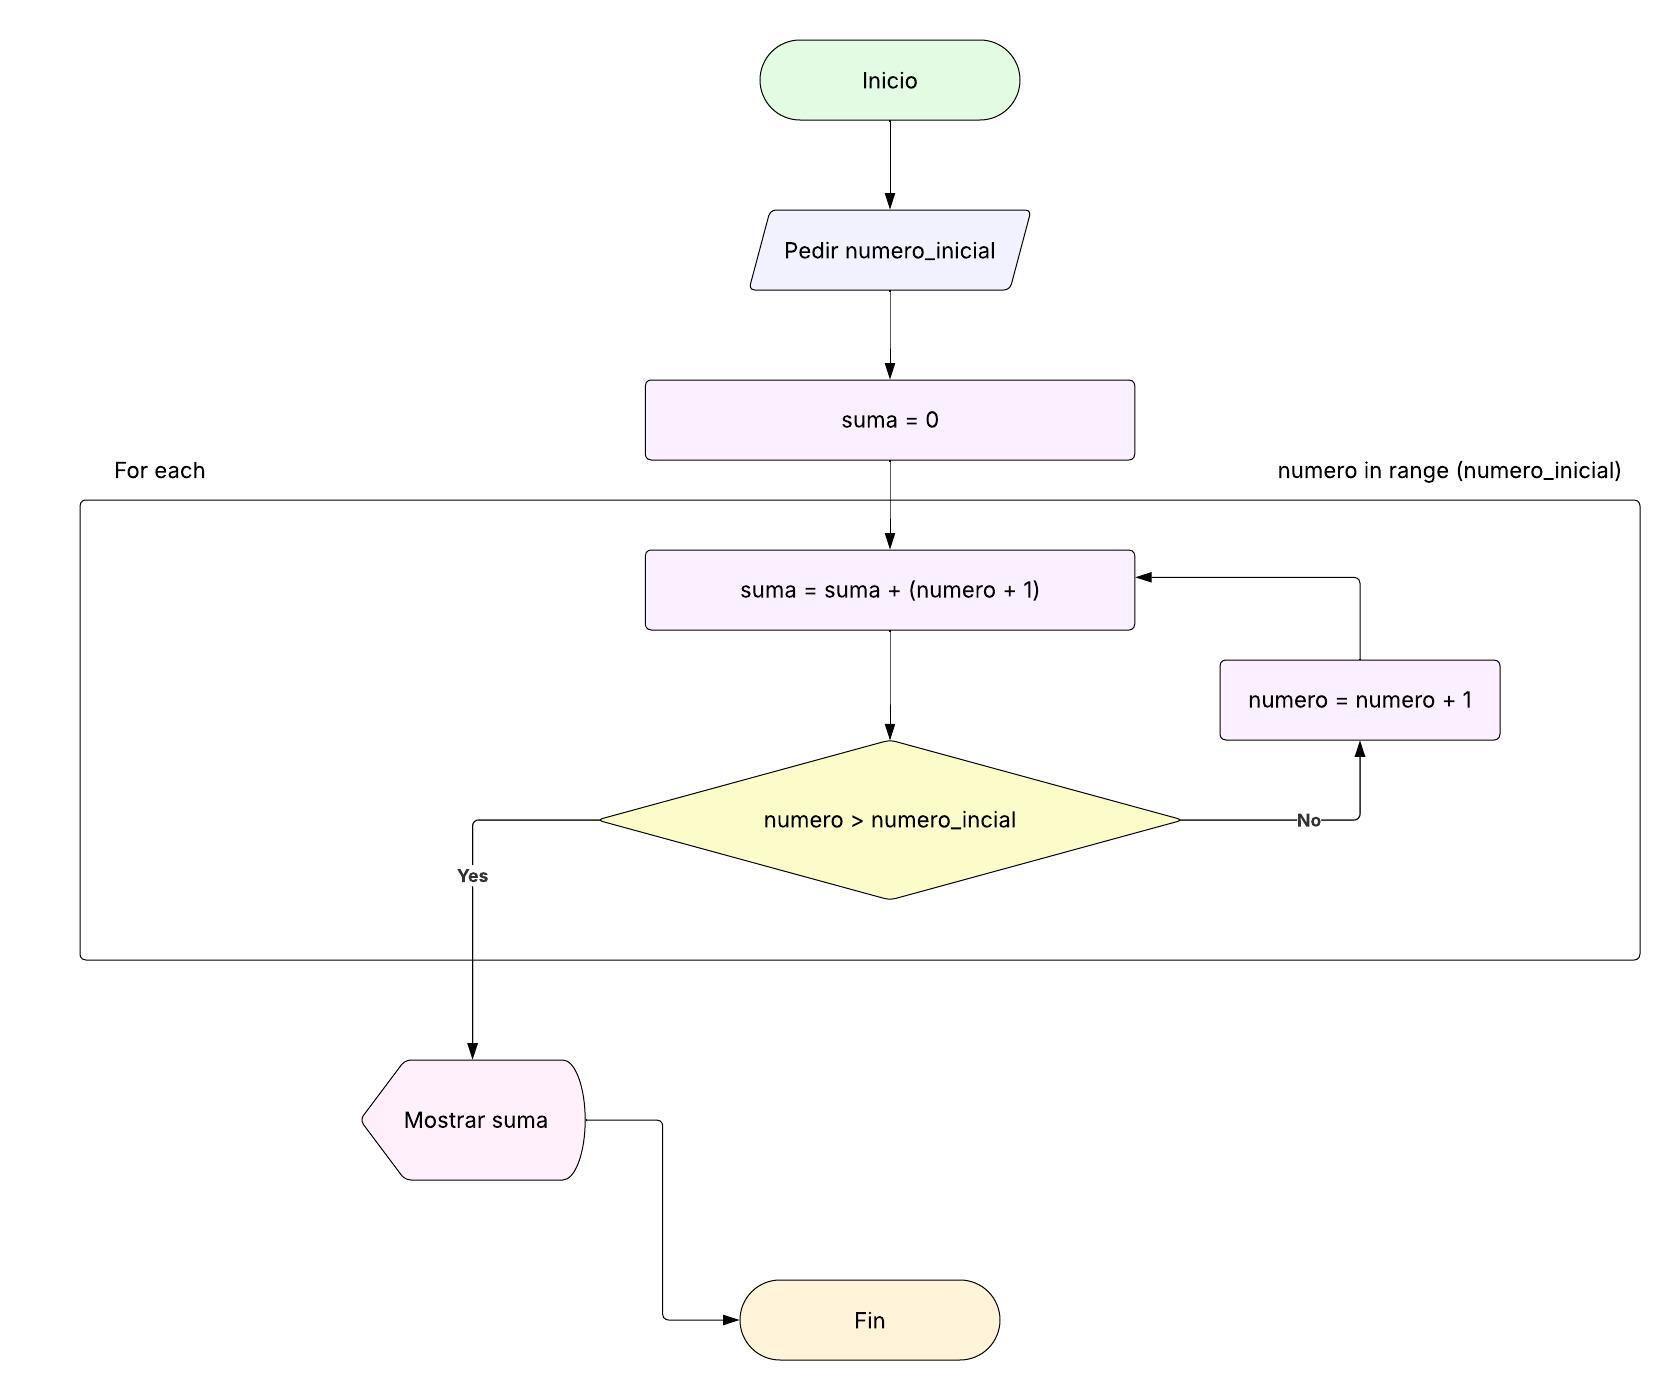 Inicio
Pedir numero_inicial
suma = 0
For each
numero in range (numero_inicial)
suma = suma + (numero + 1)
numero = numero + 1
numero > numero_incial
No
Yes
Mostrar suma
Fin